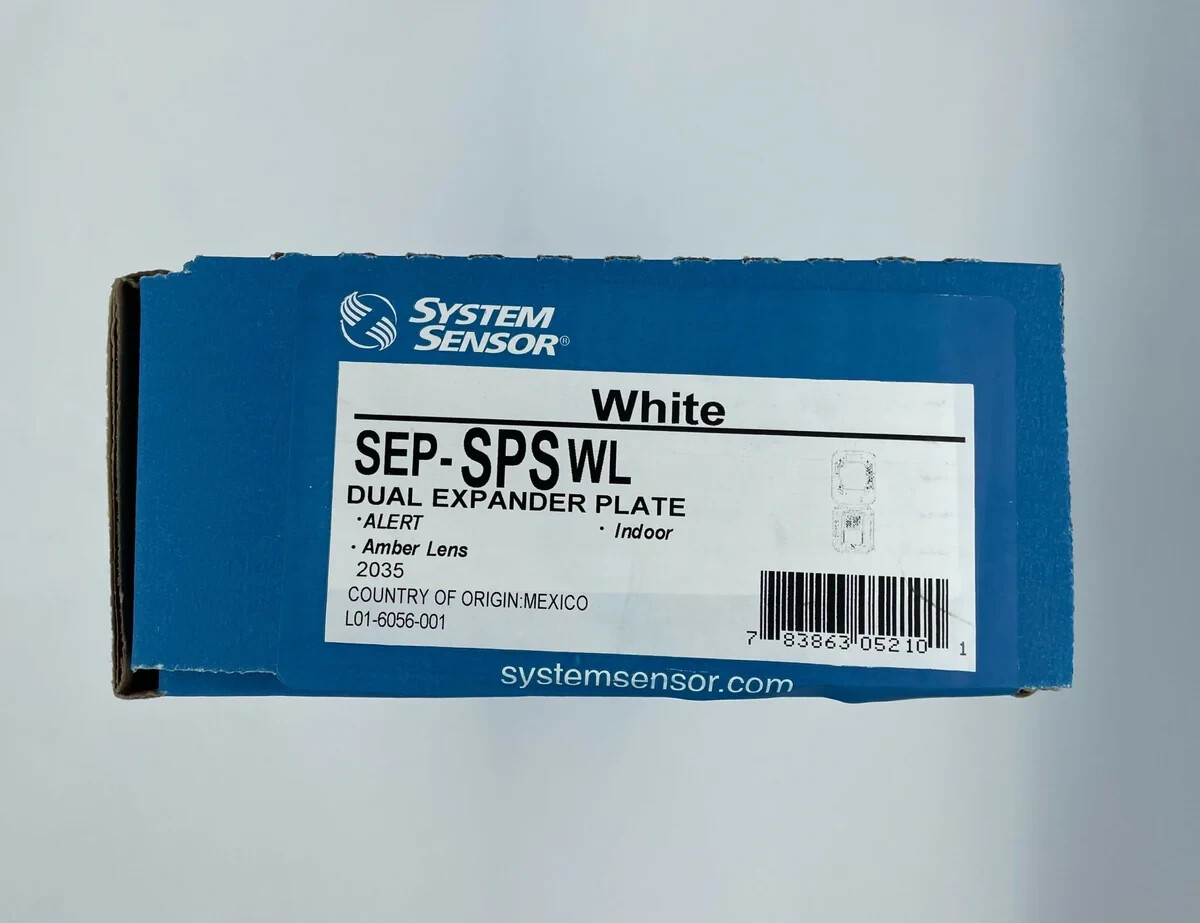 SYSTEM
SENSOR®
White
SEP-SPSWL
DUAL EXPANDER PLATE
· ALERT · Indoor
· Amber Lens
2035
COUNTRY OF ORIGIN:MEXICO
L01-6056-001
7 83863 05210 1
systemsensor.com